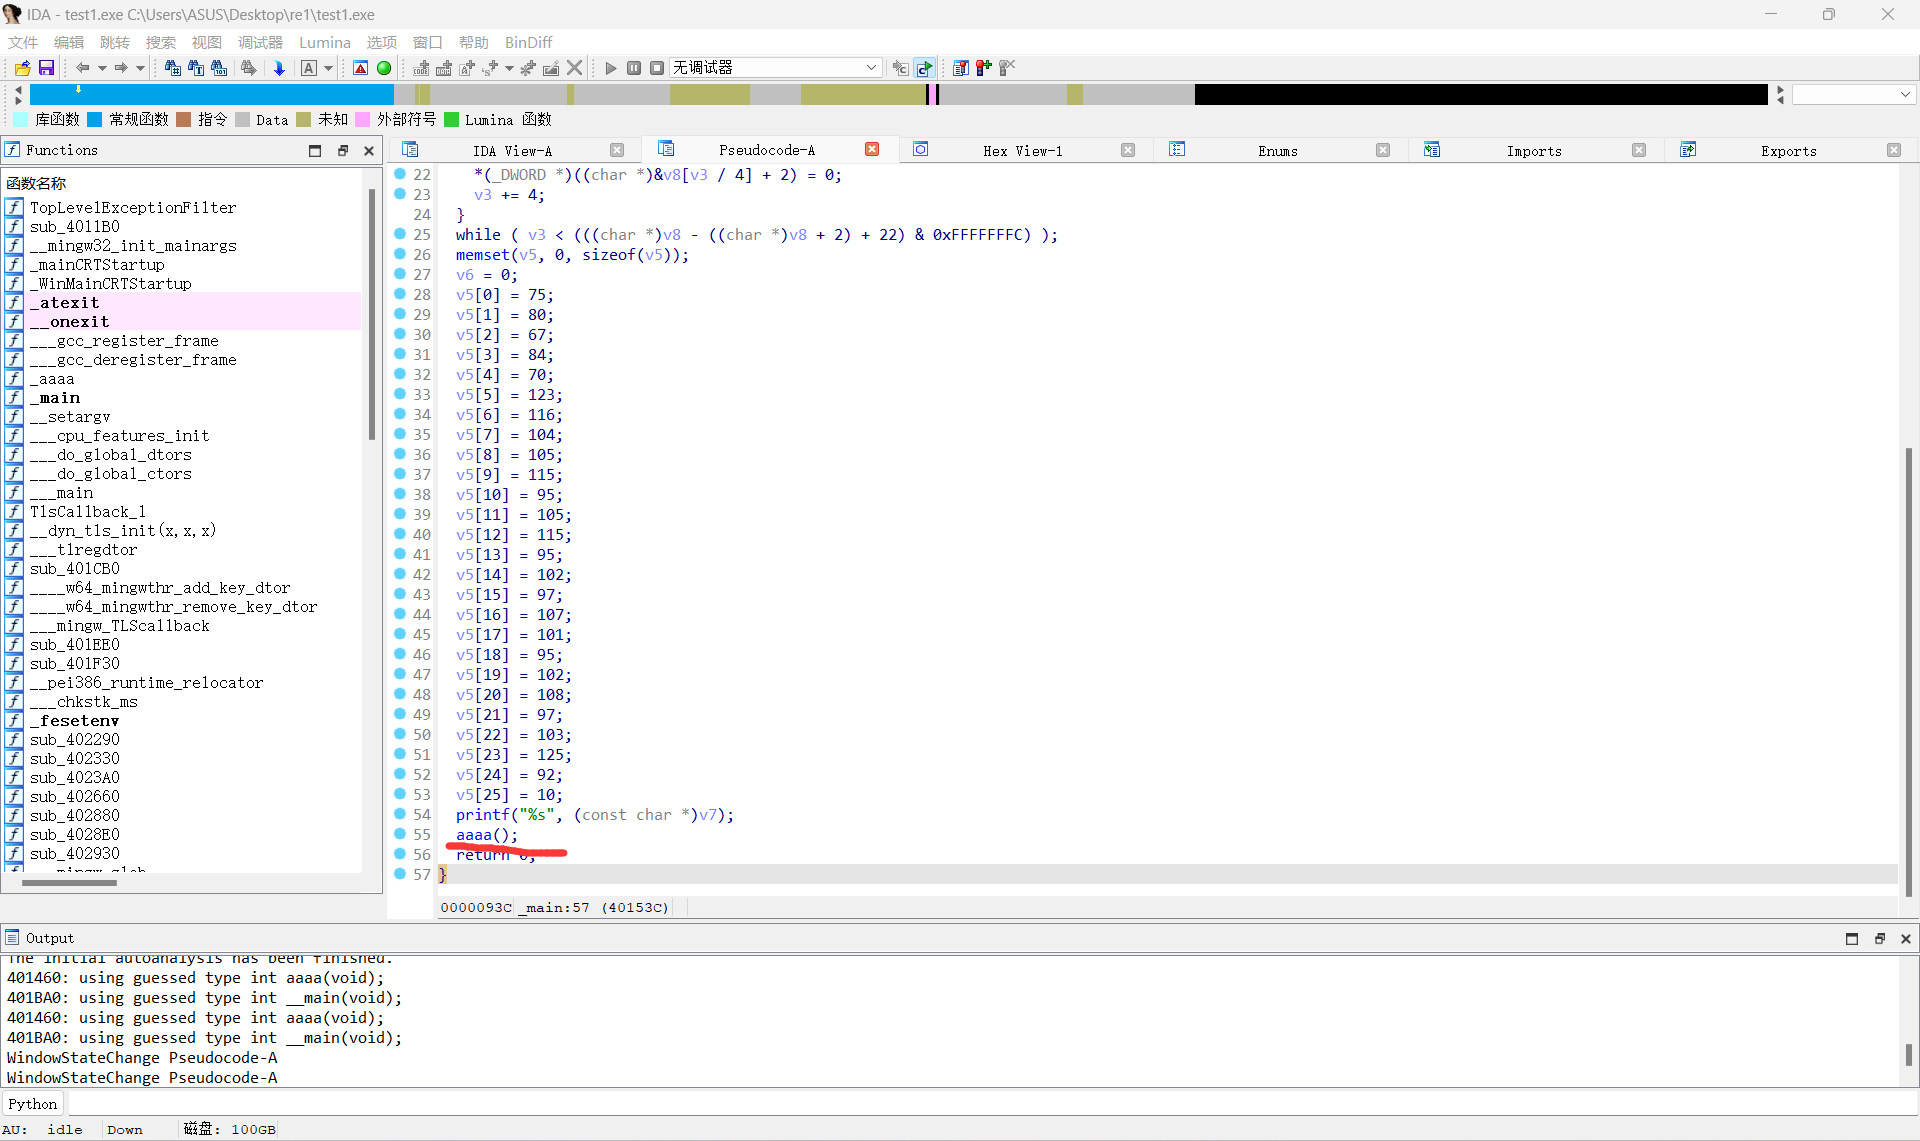 IDA - test1.exe C:\Users\ASUS\Desktop\re1\test1.exe
文件 编辑 跳转 搜索 视图 调试器 Lumina 选项 窗口 帮助 BinDiff
无调试器
库函数 常规函数 指令 Data 未知 外部符号 Lumina 函数
Functions
函数名称
TopLevelExceptionFilter
sub_4011B0
__mingw32_init_mainargs
_mainCRTStartup
_WinMainCRTStartup
_atexit
__onexit
___gcc_register_frame
___gcc_deregister_frame
_aaaa
_main
__setargv
___cpu_features_init
___do_global_dtors
___do_global_ctors
___main
TlsCallback_1
__dyn_tls_init(x,x,x)
___tlregdtor
sub_401CB0
____w64_mingwthr_add_key_dtor
____w64_mingwthr_remove_key_dtor
___mingw_TLScallback
sub_401EE0
sub_401F30
__pei386_runtime_relocator
___chkstk_ms
_fesetenv
sub_402290
sub_402330
sub_4023A0
sub_402660
sub_402880
sub_4028E0
sub_402930
IDA View-A Pseudocode-A Hex View-1 Enums Imports Exports
22 *(_DWORD *)((char *)&v8[v3 / 4] + 2) = 0;
23 v3 += 4;
24 }
25 while ( v3 < (((char *)v8 - ((char *)v8 + 2) + 22) & 0xFFFFFFFC) );
26 memset(v5, 0, sizeof(v5));
27 v6 = 0;
28 v5[0] = 75;
29 v5[1] = 80;
30 v5[2] = 67;
31 v5[3] = 84;
32 v5[4] = 70;
33 v5[5] = 123;
34 v5[6] = 116;
35 v5[7] = 104;
36 v5[8] = 105;
37 v5[9] = 115;
38 v5[10] = 95;
39 v5[11] = 105;
40 v5[12] = 115;
41 v5[13] = 95;
42 v5[14] = 102;
43 v5[15] = 97;
44 v5[16] = 107;
45 v5[17] = 101;
46 v5[18] = 95;
47 v5[19] = 102;
48 v5[20] = 108;
49 v5[21] = 97;
50 v5[22] = 103;
51 v5[23] = 125;
52 v5[24] = 92;
53 v5[25] = 10;
54 printf("%s", (const char *)v7);
55 aaaa();
56 return 0;
57 }
0000093C _main:57 (40153C)
Output
The initial autoanalysis has been finished.
401460: using guessed type int aaaa(void);
401BA0: using guessed type int __main(void);
401460: using guessed type int aaaa(void);
401BA0: using guessed type int __main(void);
WindowStateChange Pseudocode-A
WindowStateChange Pseudocode-A
Python
AU: idle Down 磁盘: 100GB